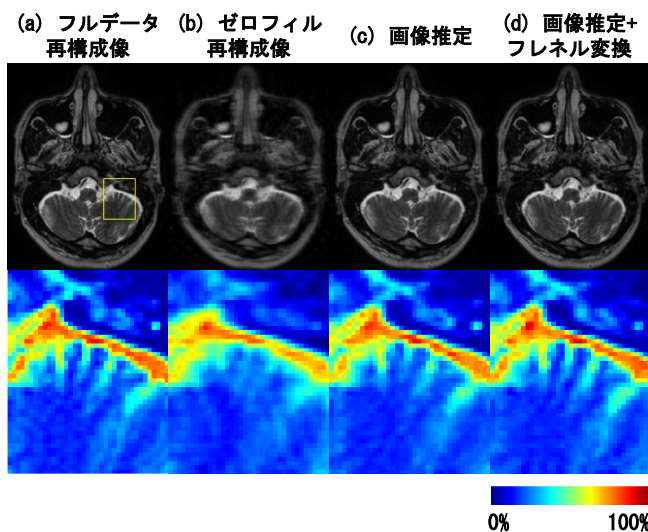 (a) フルデータ
再構成像
(b) ゼロフィル
再構成像
(c) 画像推定
(d) 画像推定+
フレネル変換
0%
100%